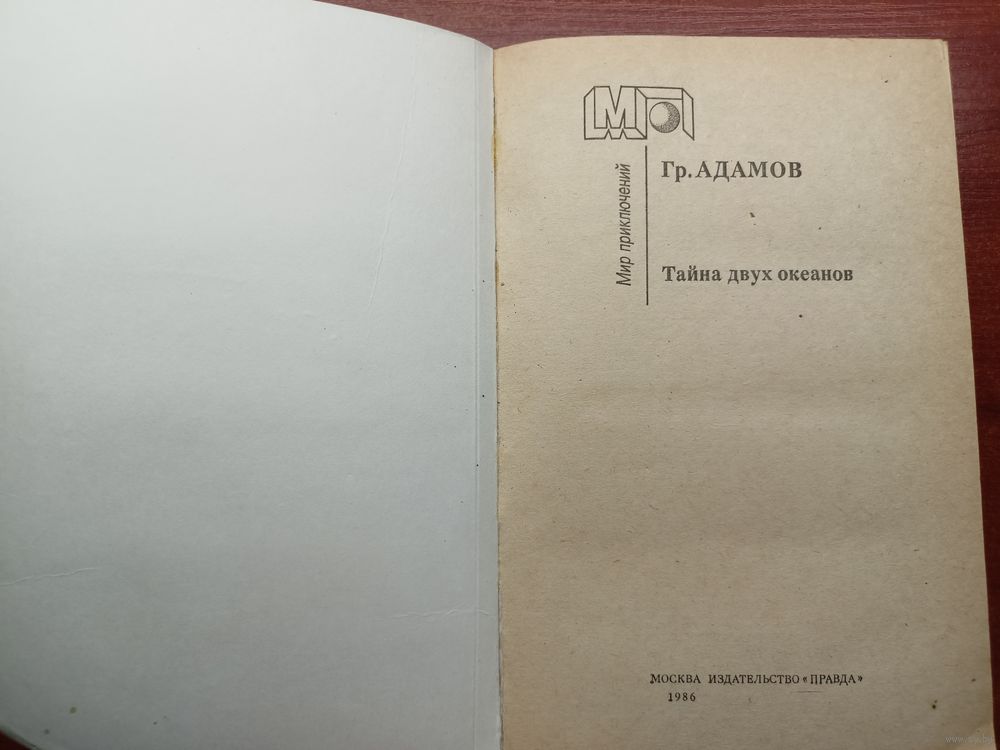 МП
Мир приключений
Гр. АДАМОВ
Тайна двух океанов
МОСКВА ИЗДАТЕЛЬСТВО «ПРАВДА»
1986